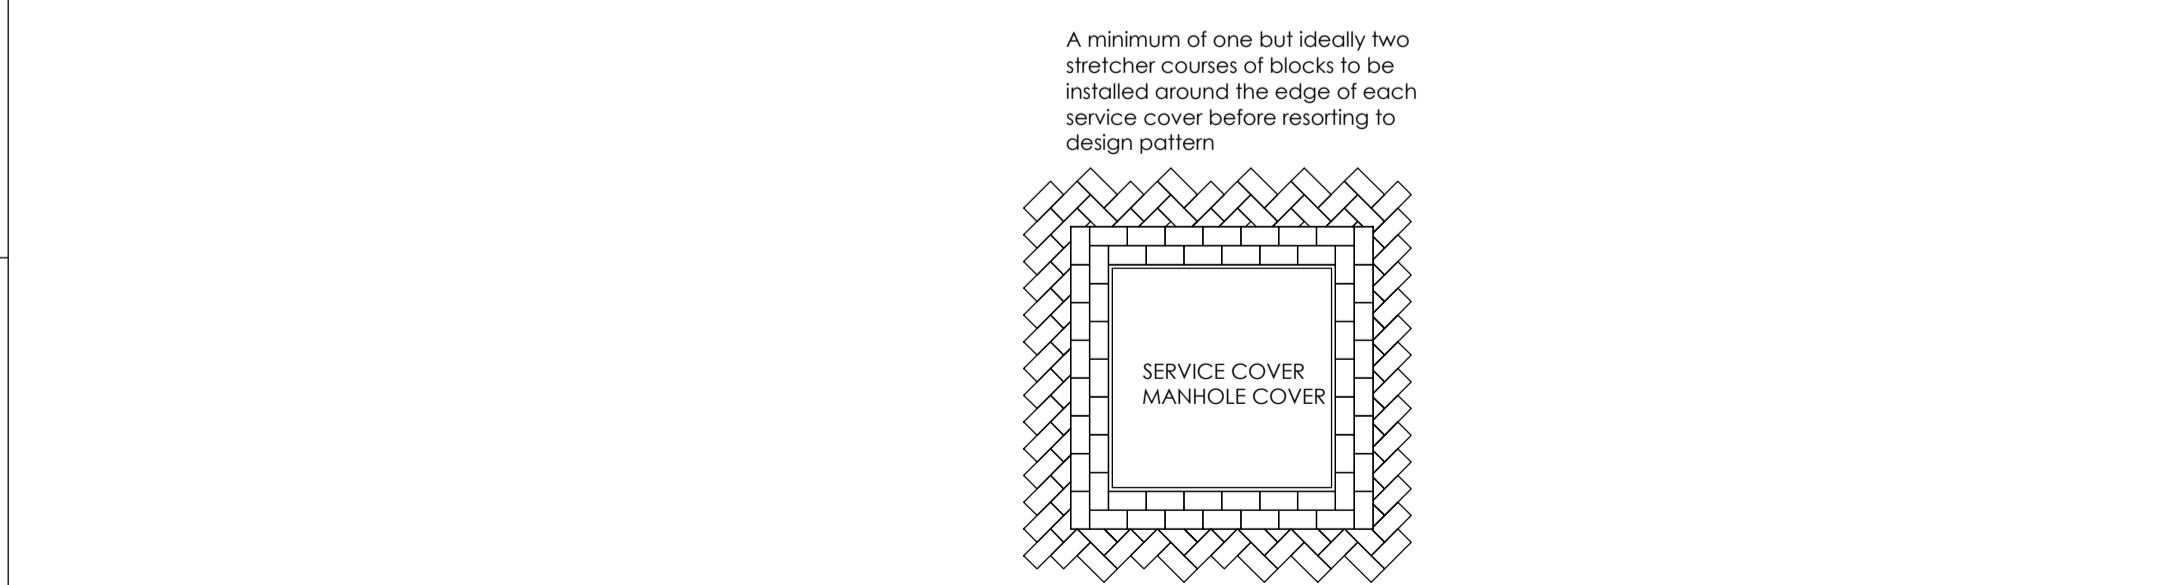 A minimum of one but ideally two
stretcher courses of blocks to be
installed around the edge of each
service cover before resorting to
design pattern
SERVICE COVER
MANHOLE COVER